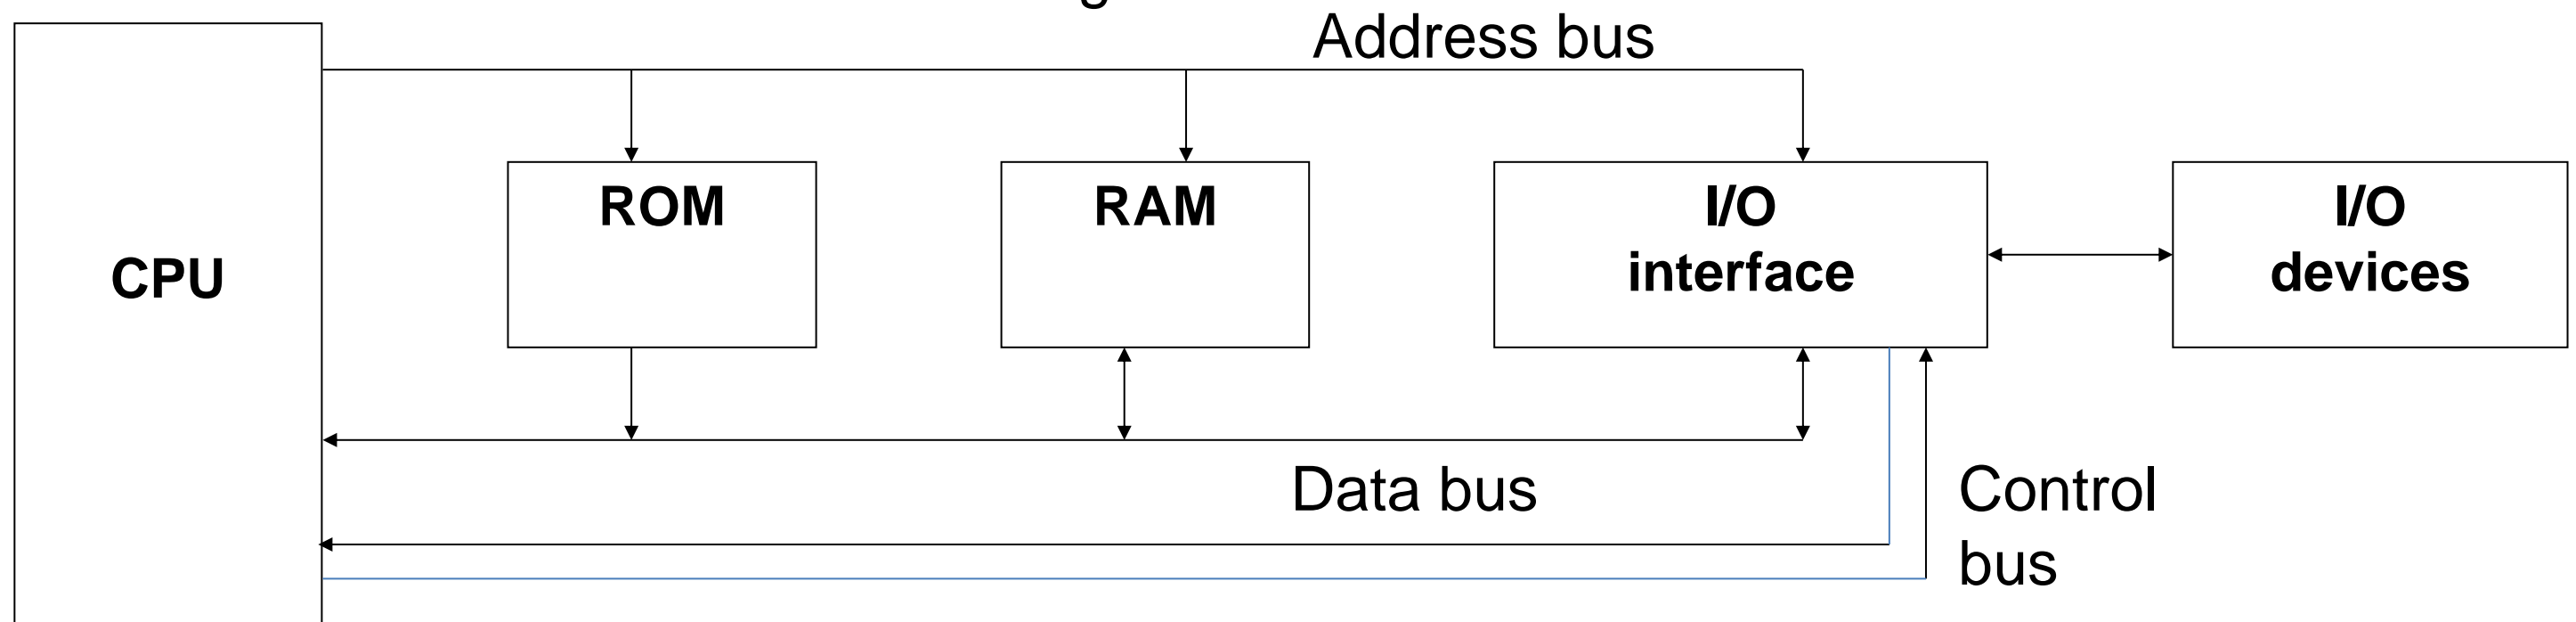 Address bus
ROM
RAM
I/O
interface
I/O
devices
CPU
Data bus
Control
bus